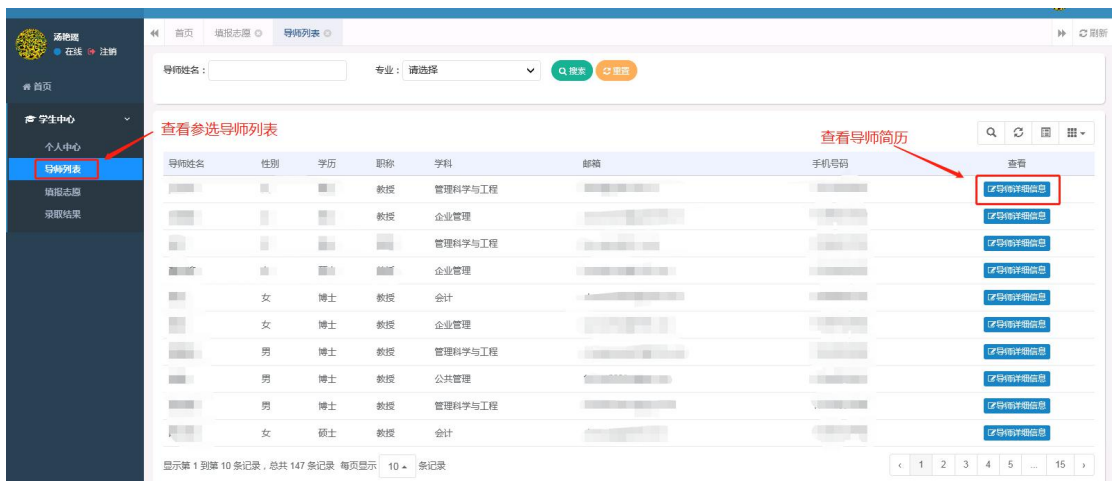 汤艳琨
在线 注销
首页
学生中心
个人中心
导师列表
填报志愿
录取结果
首页 填报志愿 导师列表 刷新
导师姓名： 专业： 请选择 搜索 重置
查看参选导师列表 查看导师简历
导师姓名 性别 学历 职称 学科 邮箱 手机号码 查看
教授 管理科学与工程 导师详细信息
教授 企业管理 导师详细信息
管理科学与工程 导师详细信息
企业管理 导师详细信息
女 博士 教授 会计 导师详细信息
女 博士 教授 企业管理 导师详细信息
男 博士 教授 管理科学与工程 导师详细信息
男 博士 教授 公共管理 导师详细信息
男 博士 教授 管理科学与工程 导师详细信息
女 硕士 教授 会计 导师详细信息
显示第 1 到第 10 条记录，总共 147 条记录 每页显示 10 条记录 ‹ 1 2 3 4 5 ... 15 ›